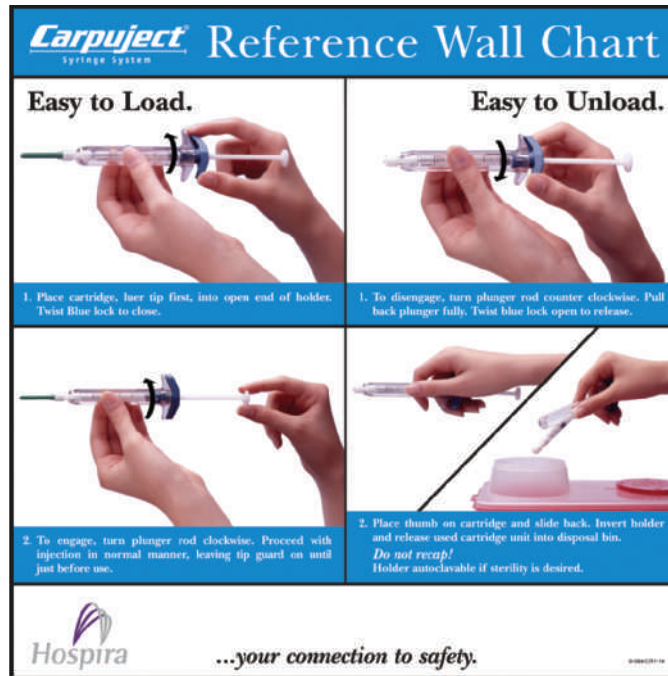 Carpuject® Reference Wall Chart
Syringe System
Easy to Load.
1. Place cartridge, luer tip first, into open end of holder.
Twist Blue lock to close.
2. To engage, turn plunger rod clockwise. Proceed with
injection in normal manner, leaving tip guard on until
just before use.
Easy to Unload.
1. To disengage, turn plunger rod counter clockwise. Pull
back plunger fully. Twist blue lock open to release.
2. Place thumb on cartridge and slide back. Invert holder
and release used cartridge unit into disposal bin.
Do not recap!
Holder autoclavable if sterility is desired.
Hospira
...your connection to safety.